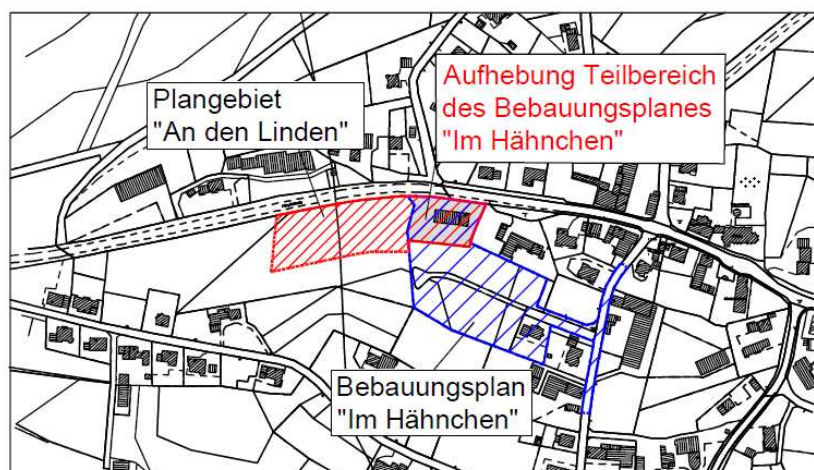 Plangebiet
"An den Linden"
Aufhebung Teilbereich
des Bebauungsplanes
"Im Hähnchen"
Bebauungsplan
"Im Hähnchen"